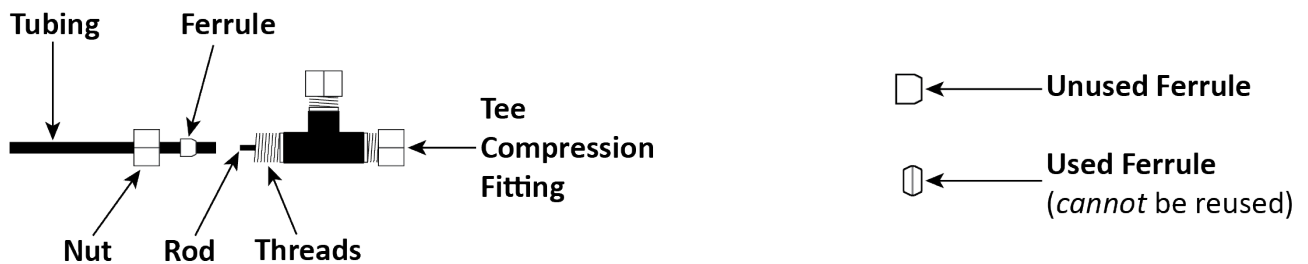 Tubing
Ferrule
Tee
Compression
Fitting
Nut
Rod
Threads
Unused Ferrule
Used Ferrule
(cannot be reused)